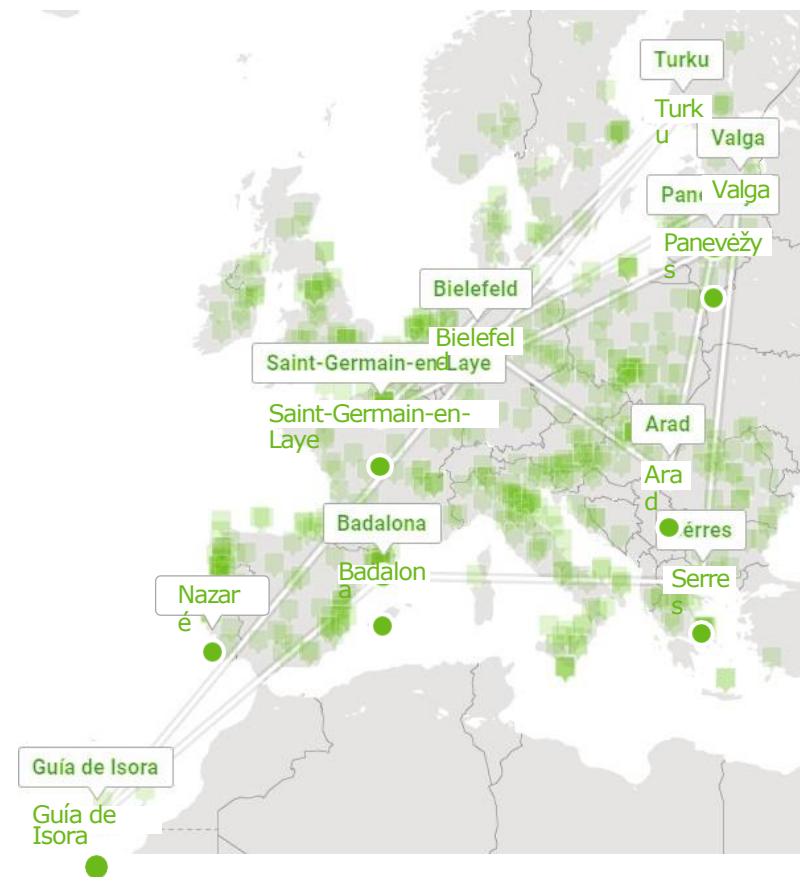 Turku
Turk
u
Valga
Valga
Pane
Panevėžy
s
Bielefeld
Bielefel
d
Saint-Germain-en-Laye
Saint-Germain-en-
Laye
Arad
Ara
d
Badalona
Badalon
a
érres
Serre
s
Nazar
é
Guía de Isora
Guía de
Isora